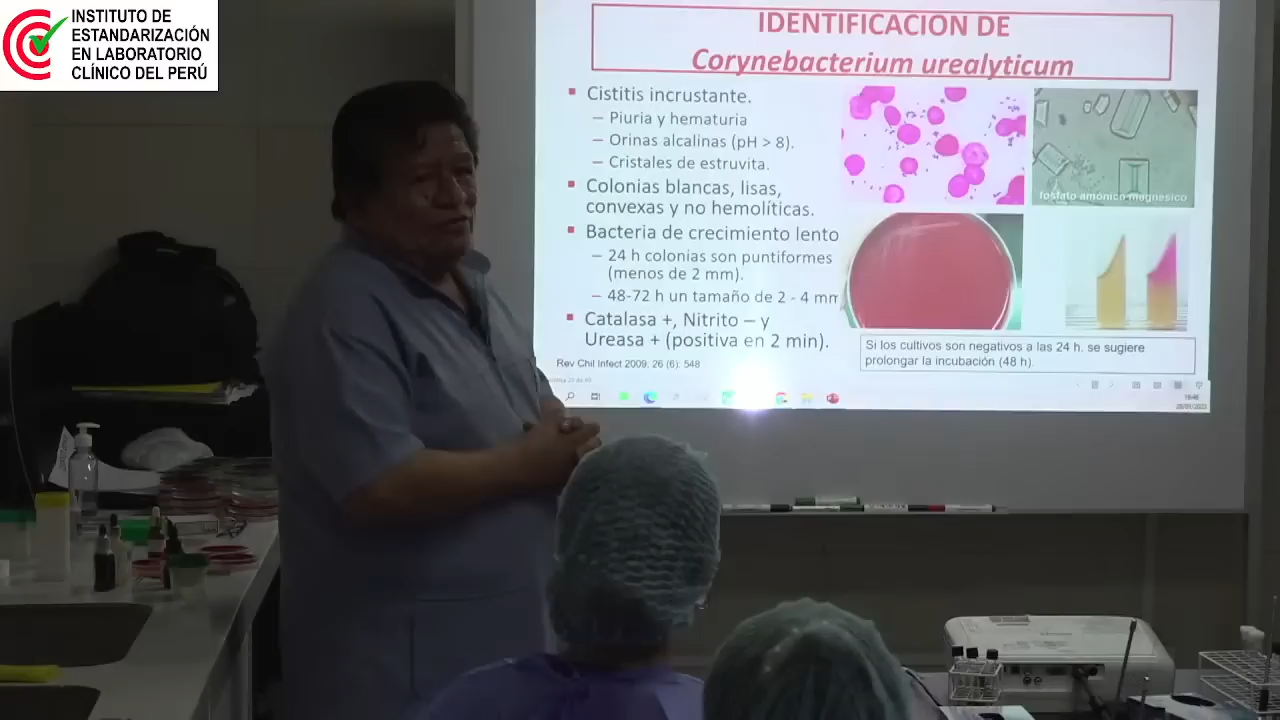 INSTITUTO DE
ESTANDARIZACIÓN
EN LABORATORIO
CLÍNICO DEL PERÚ
IDENTIFICACION DE
Corynebacterium urealyticum
Cistitis incrustante.
– Piuria y hematuria
– Orinas alcalinas (pH > 8).
– Cristales de estruvita.
Colonias blancas, lisas,
convexas y no hemolíticas.
Bacteria de crecimiento lento
– 24 h colonias son puntiformes
(menos de 2 mm).
– 48-72 h un tamaño de 2 - 4 mm
Catalasa +, Nitrito – y
Ureasa + (positiva en 2 min).
Rev Chil Infect 2009. 26 (6): 548
fosfato amónico magnésico
Si los cultivos son negativos a las 24 h. se sugiere
prolongar la incubación (48 h).